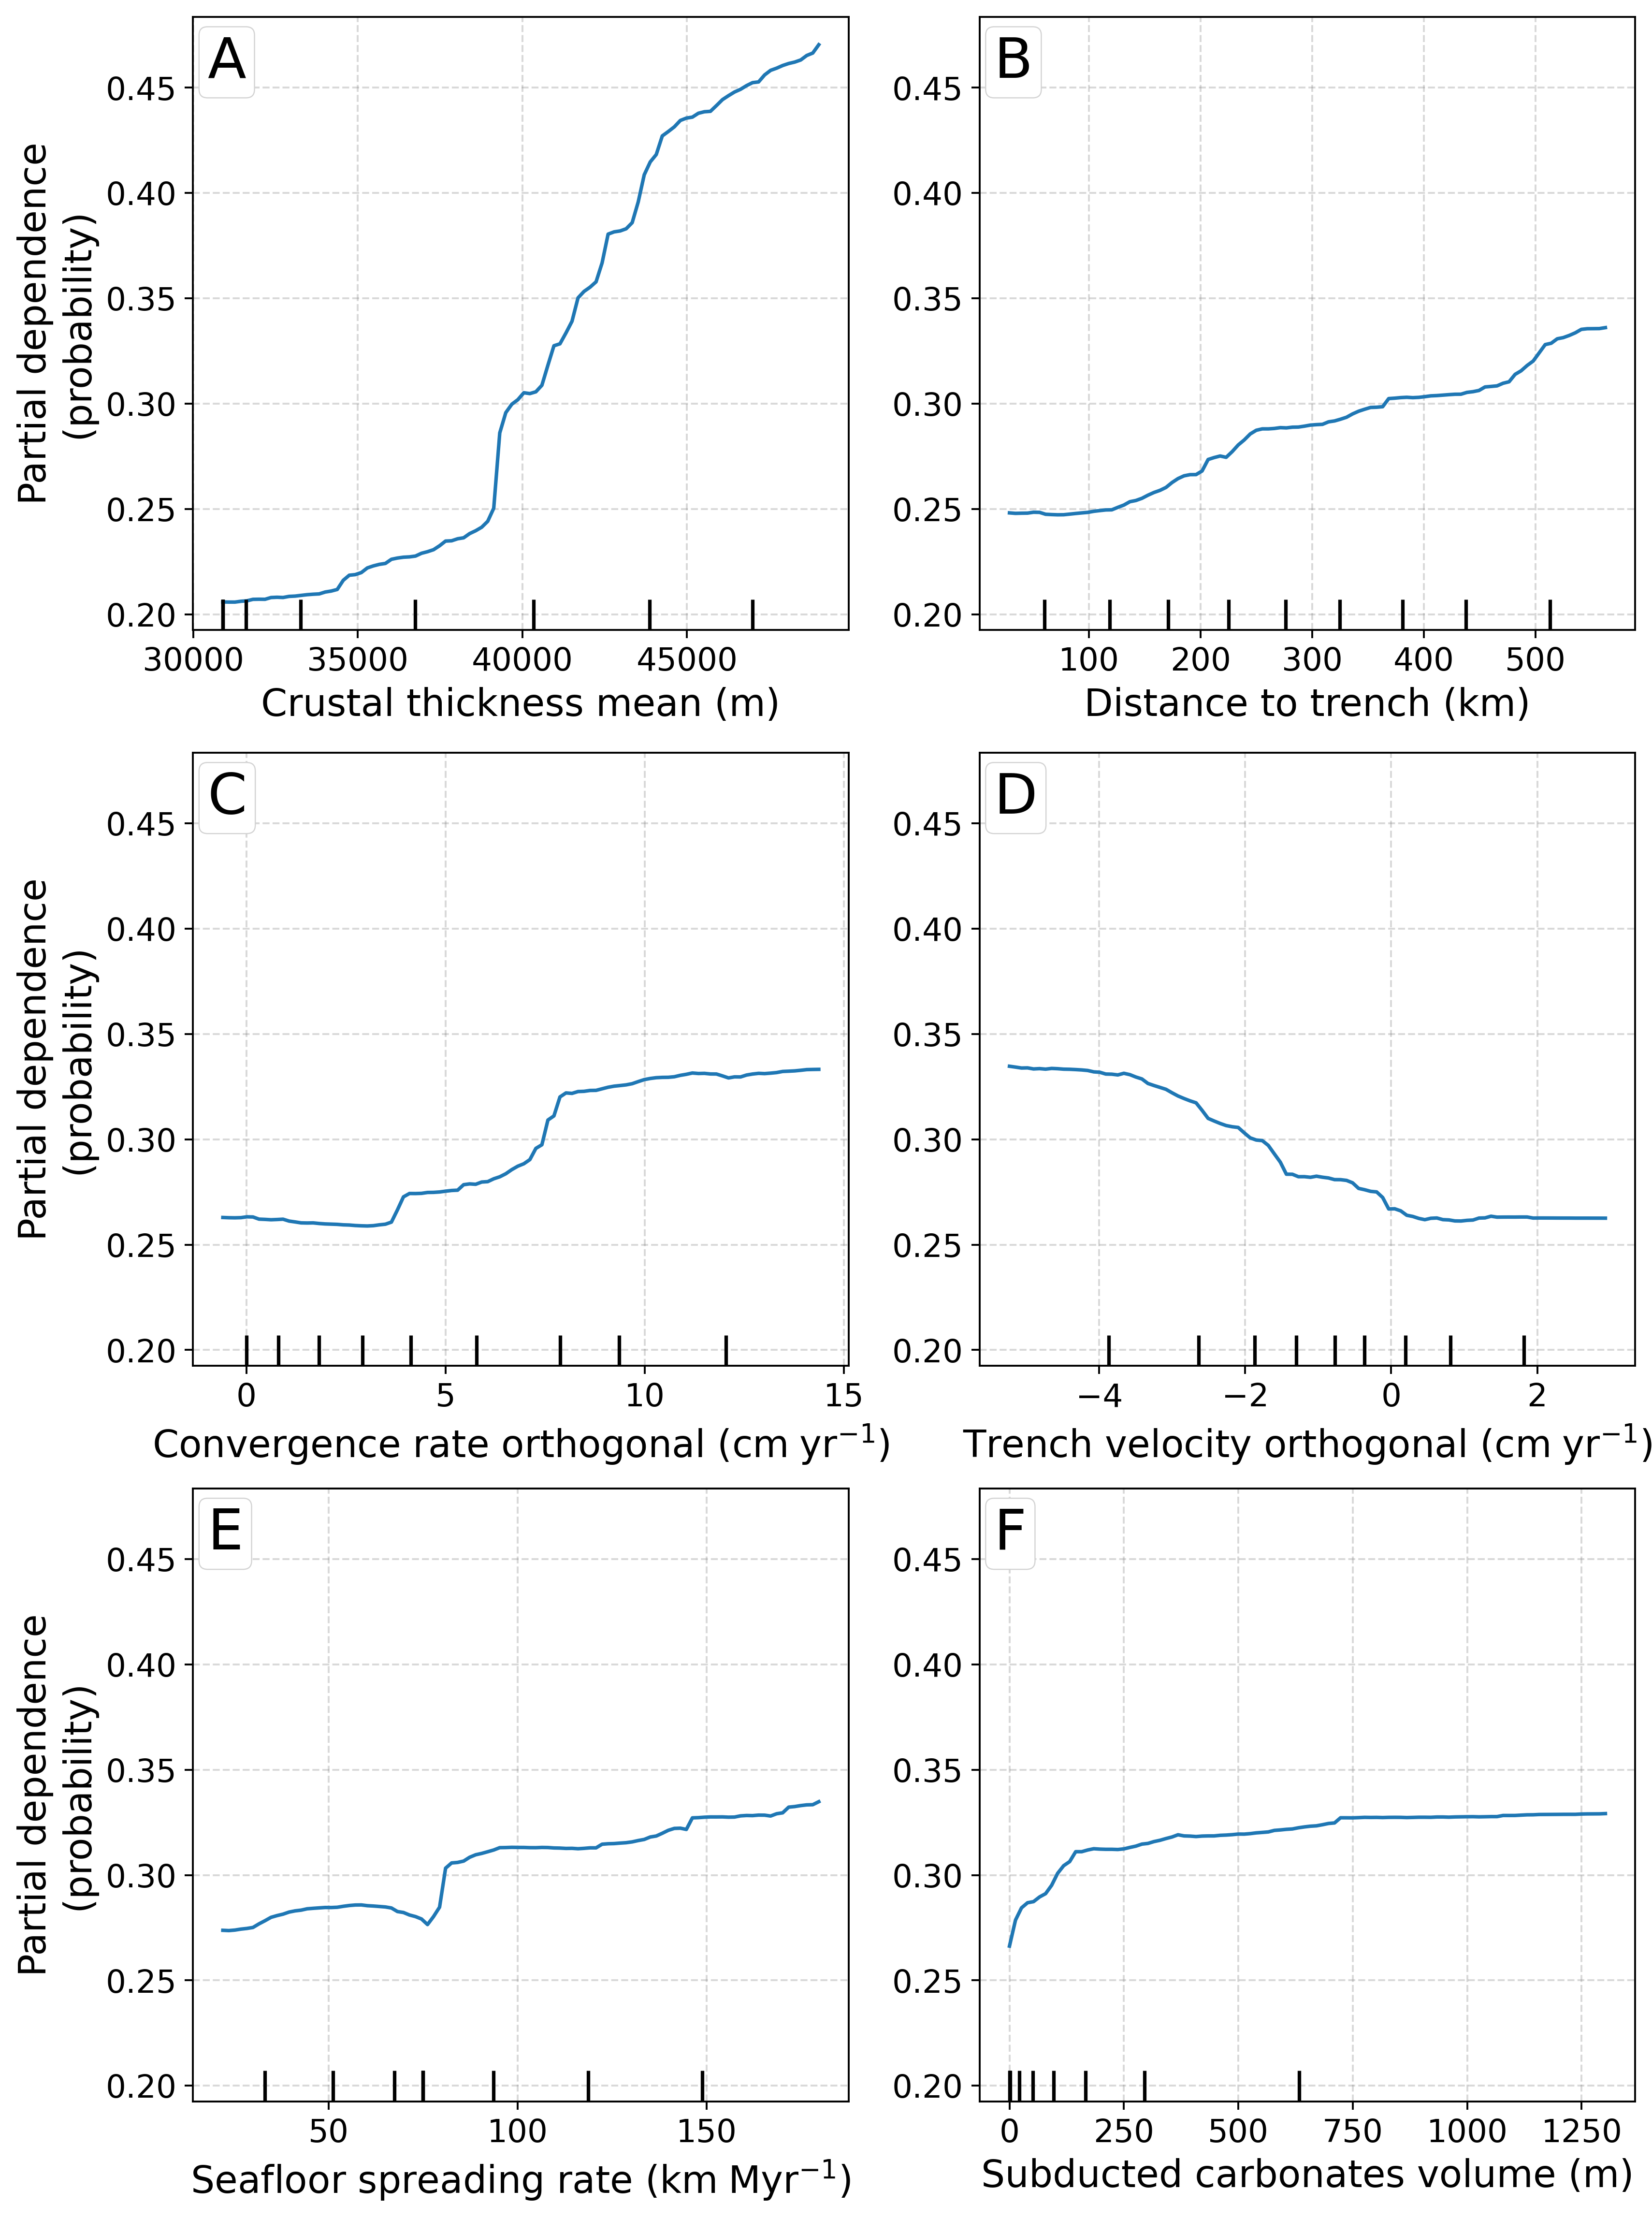 A
Partial dependence
(probability)
0.45
0.40
0.35
0.30
0.25
0.20
30000 35000 40000 45000
Crustal thickness mean (m)
B
0.45
0.40
0.35
0.30
0.25
0.20
100 200 300 400 500
Distance to trench (km)
C
Partial dependence
(probability)
0.45
0.40
0.35
0.30
0.25
0.20
0 5 10 15
Convergence rate orthogonal (cm yr⁻¹)
D
0.45
0.40
0.35
0.30
0.25
0.20
−4 −2 0 2
Trench velocity orthogonal (cm yr⁻¹)
E
Partial dependence
(probability)
0.45
0.40
0.35
0.30
0.25
0.20
50 100 150
Seafloor spreading rate (km Myr⁻¹)
F
0.45
0.40
0.35
0.30
0.25
0.20
0 250 500 750 1000 1250
Subducted carbonates volume (m)